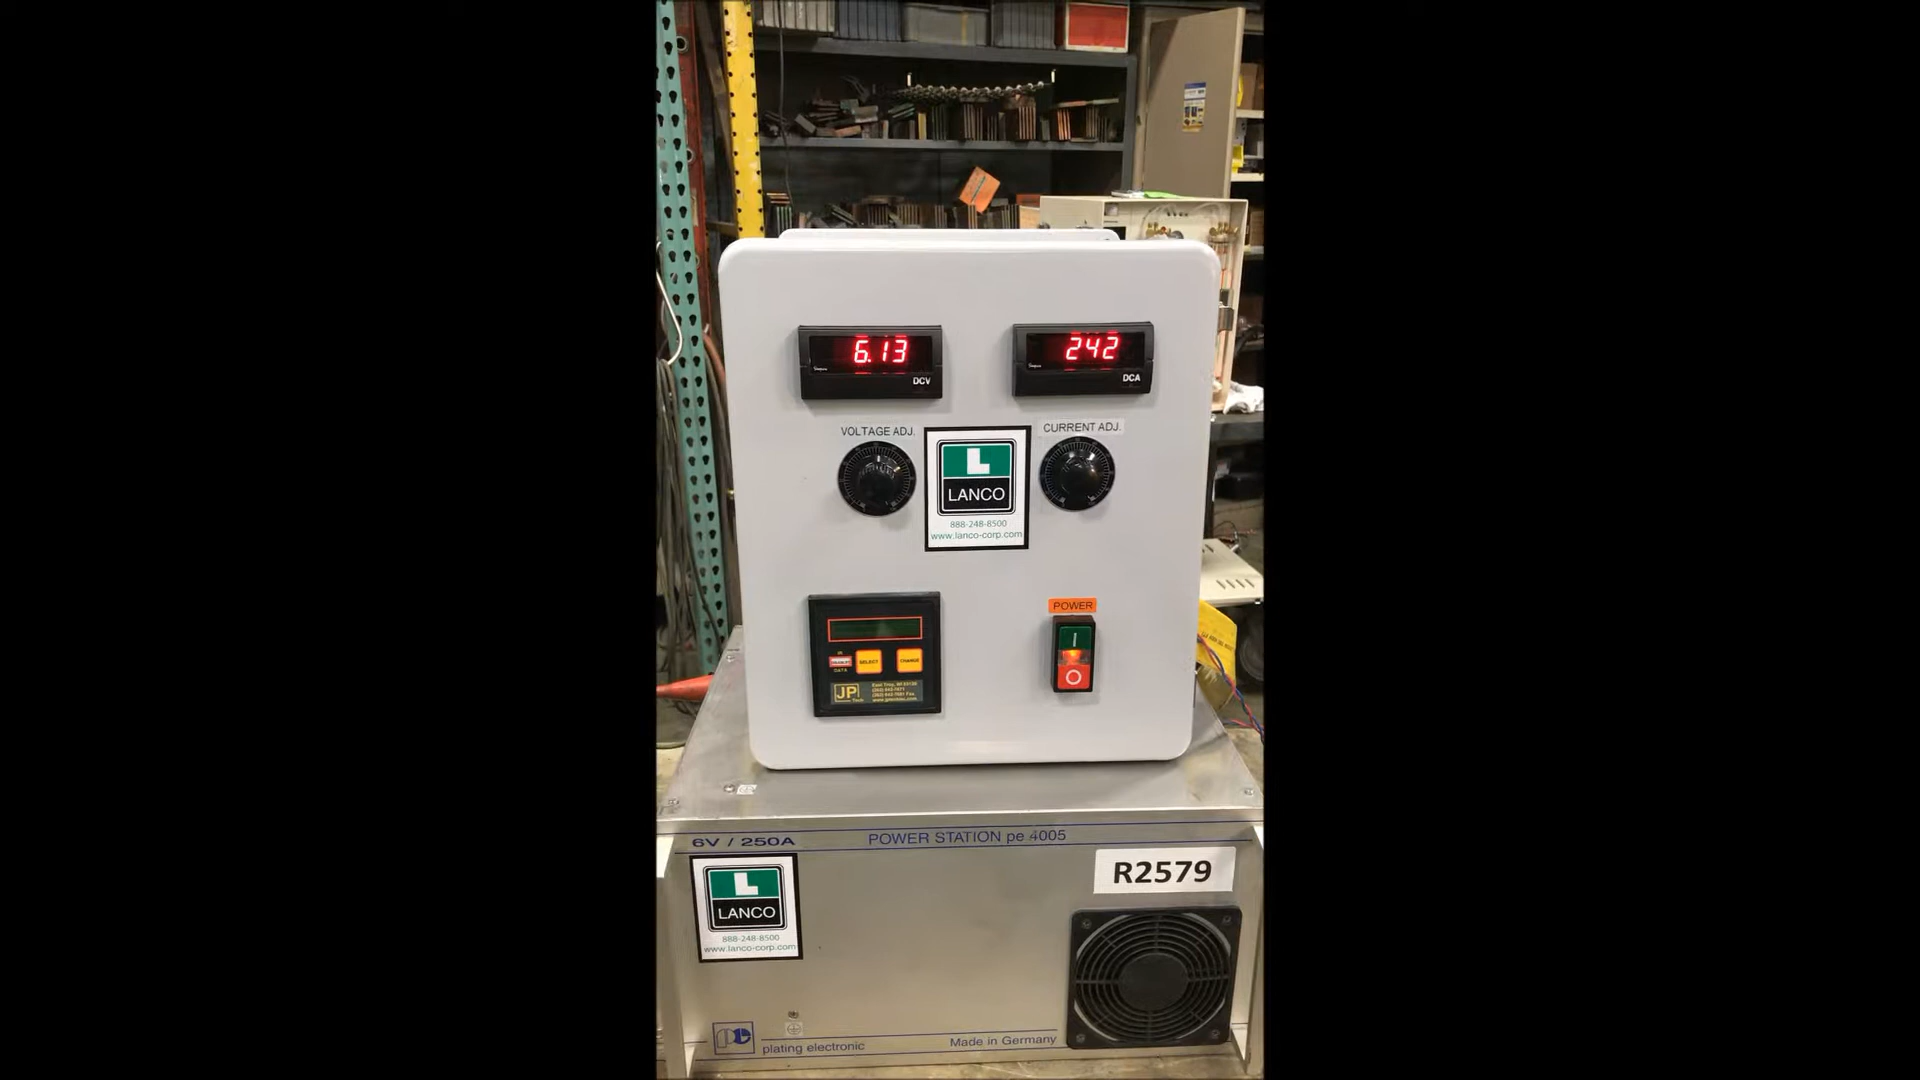 6.13
DCV
242
DCA
VOLTAGE ADJ.
CURRENT ADJ.
L
LANCO
888-248-8500
www.lanco-corp.com
POWER
SELECT
CHANGE
DATA
JP
Tech
6V / 250A
POWER STATION pe 4005
R2579
L
LANCO
888-248-8500
www.lanco-corp.com
plating electronic
Made in Germany